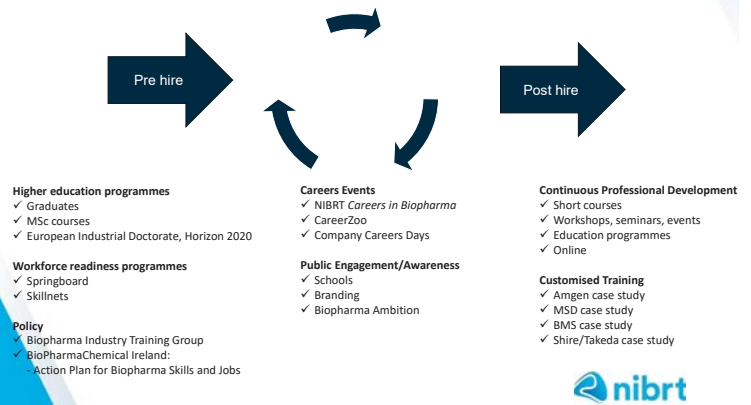 Pre hire
Post hire
Higher education programmes
✓ Graduates
✓ MSc courses
✓ European Industrial Doctorate, Horizon 2020
Workforce readiness programmes
✓ Springboard
✓ Skillnets
Policy
✓ Biopharma Industry Training Group
✓ BioPharmaChemical Ireland:
- Action Plan for Biopharma Skills and Jobs
Careers Events
✓ NIBRT Careers in Biopharma
✓ CareerZoo
✓ Company Careers Days
Public Engagement/Awareness
✓ Schools
✓ Branding
✓ Biopharma Ambition
Continuous Professional Development
✓ Short courses
✓ Workshops, seminars, events
✓ Education programmes
✓ Online
Customised Training
✓ Amgen case study
✓ MSD case study
✓ BMS case study
✓ Shire/Takeda case study
nibrt